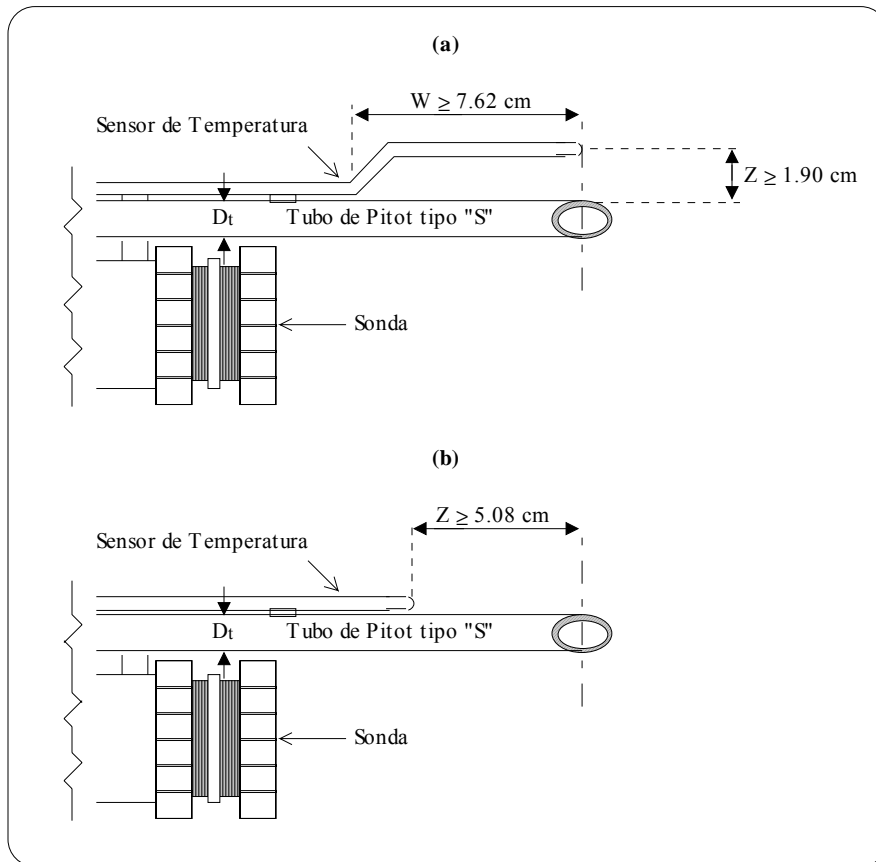 (a)
W ≥ 7.62 cm
Sensor de Temperatura
Z ≥ 1.90 cm
Dt
Tubo de Pitot tipo "S"
Sonda
(b)
Z ≥ 5.08 cm
Sensor de Temperatura
Dt
Tubo de Pitot tipo "S"
Sonda